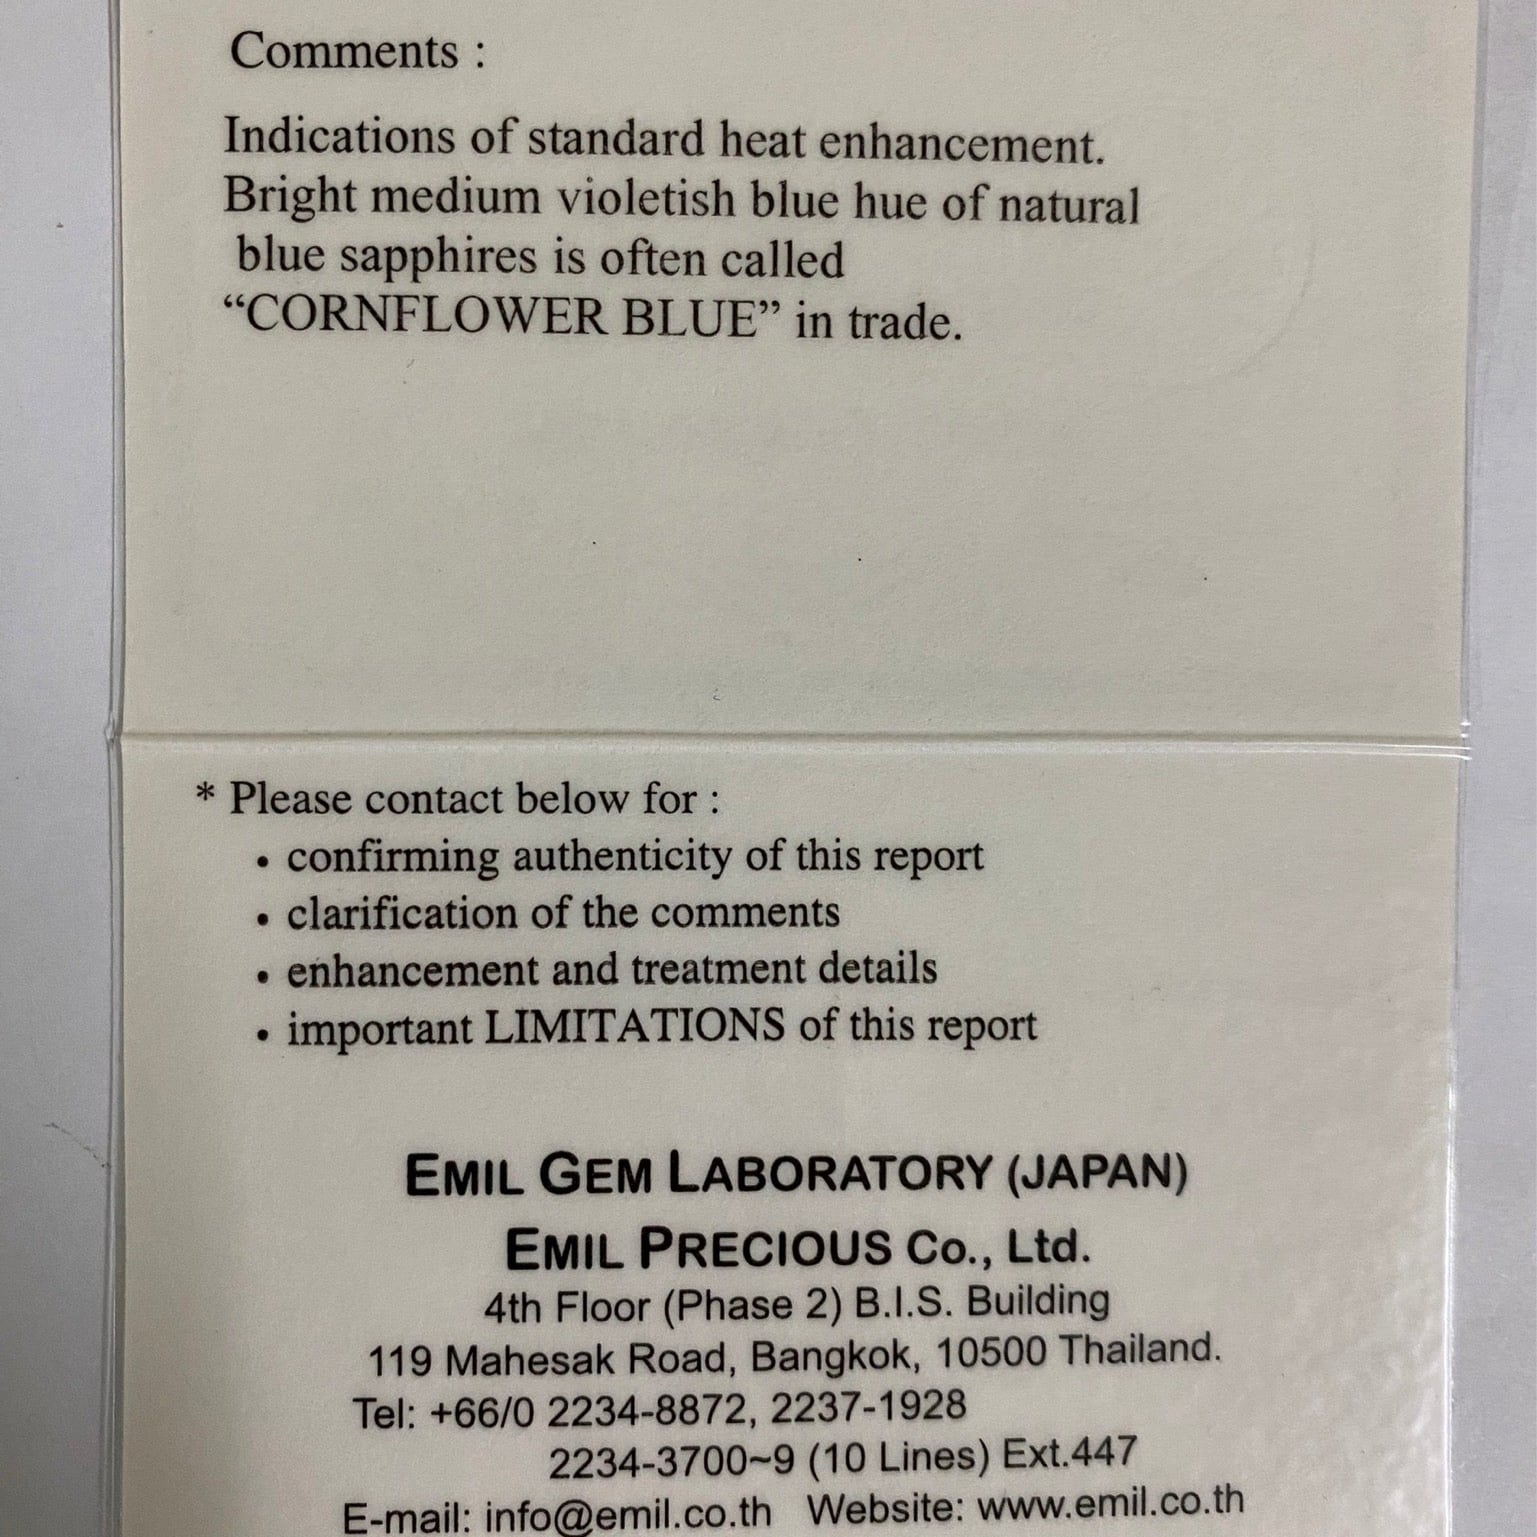 Comments :
Indications of standard heat enhancement.
Bright medium violetish blue hue of natural
blue sapphires is often called
“CORNFLOWER BLUE” in trade.
* Please contact below for :
• confirming authenticity of this report
• clarification of the comments
• enhancement and treatment details
• important LIMITATIONS of this report
EMIL GEM LABORATORY (JAPAN)
EMIL PRECIOUS Co., Ltd.
4th Floor (Phase 2) B.I.S. Building
119 Mahesak Road, Bangkok, 10500 Thailand.
Tel: +66/0 2234-8872, 2237-1928
2234-3700~9 (10 Lines) Ext.447
E-mail: info@emil.co.th Website: www.emil.co.th